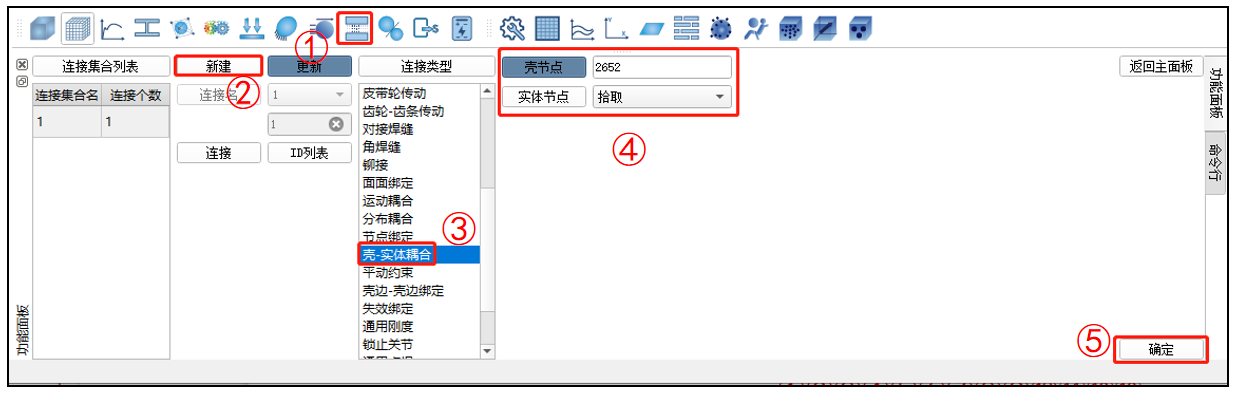 ①
连接集合列表 新建 更新 连接类型 壳节点 2652 返回主面板
② 连接名 1
实体节点 拾取
连接集合名 连接个数
1 1
1
连接 ID列表
皮带轮传动
齿轮-齿条传动
对接焊缝
角焊缝
铆接
面面绑定
运动耦合
分布耦合
节点绑定
③
壳-实体耦合
平动约束
壳边-壳边绑定
失效绑定
通用刚度
锁止关节
④
⑤ 确定
功能面板
功能面板
命令行